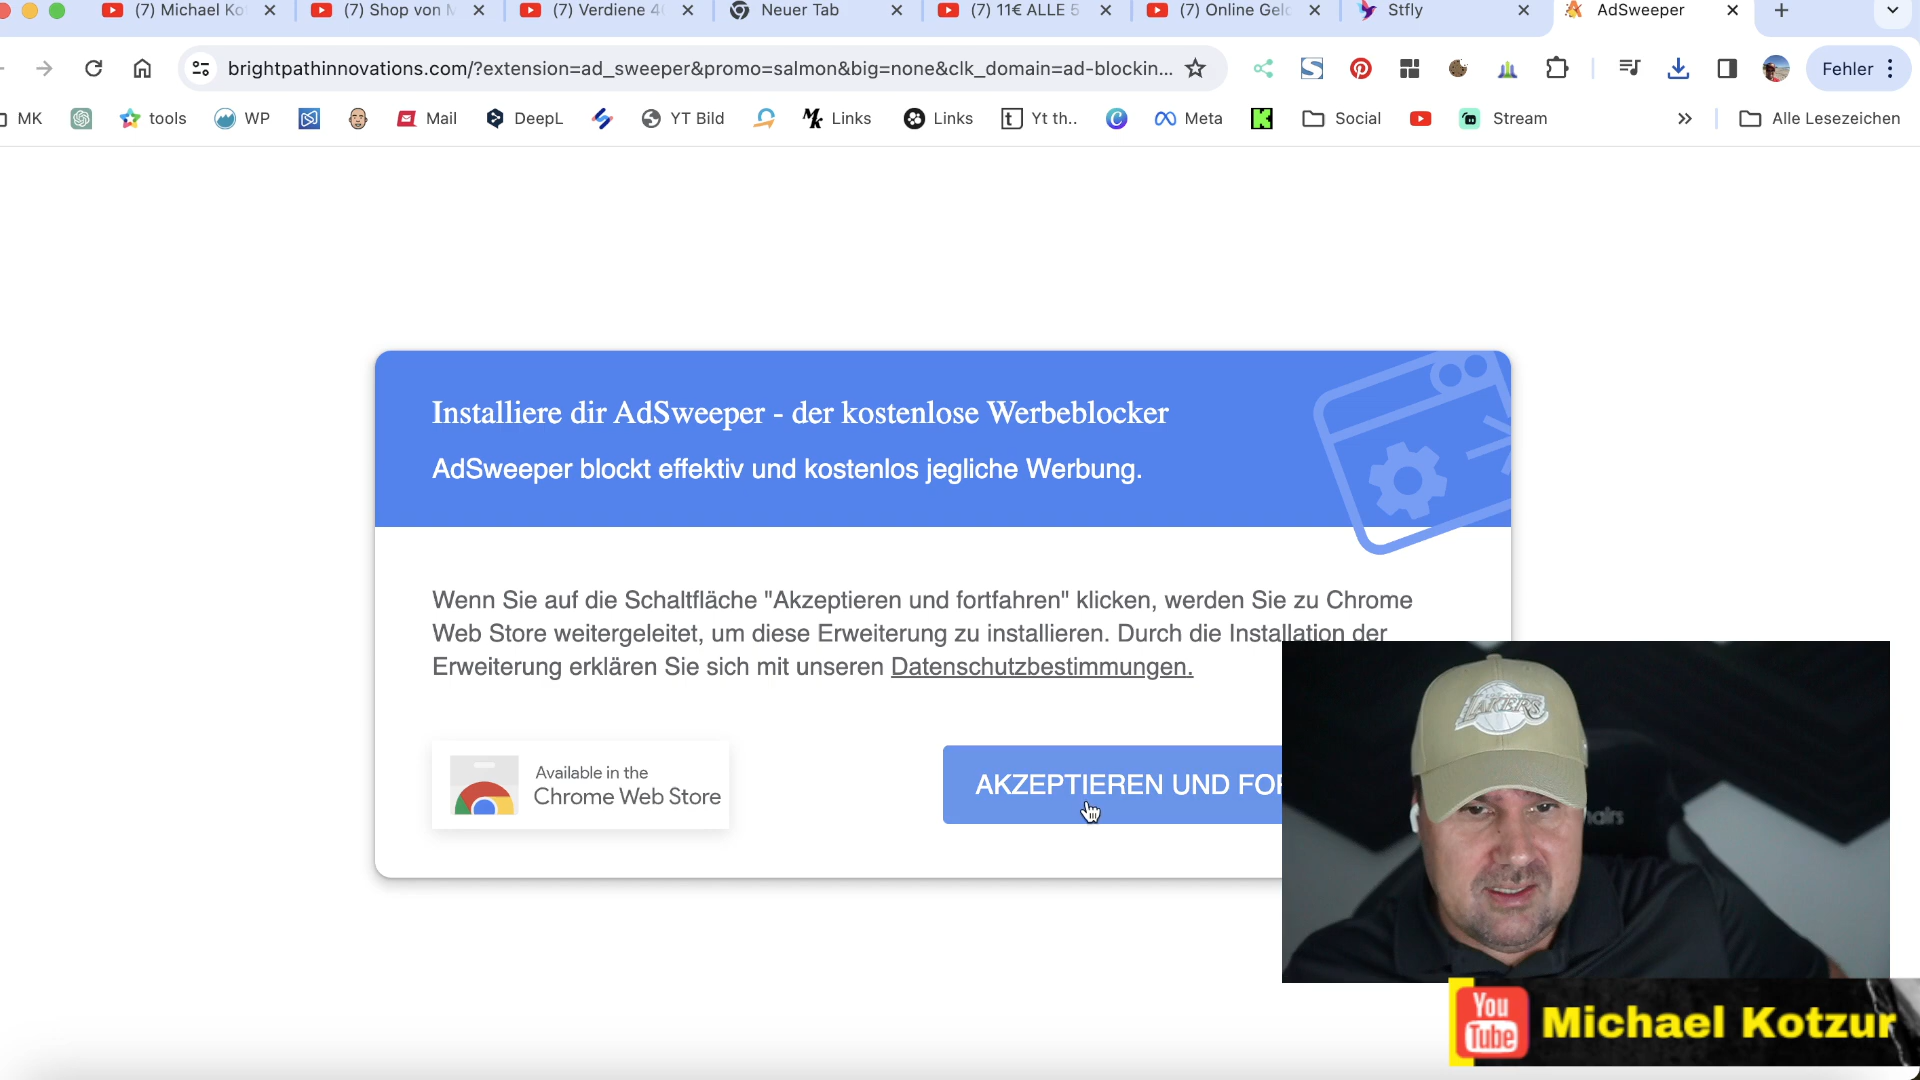 (7) Michael Ko
(7) Shop von M
(7) Verdiene 4
Neuer Tab
(7) 11€ ALLE 5
(7) Online Gel
Stfly
AdSweeper
brightpathinnovations.com/?extension=ad_sweeper&promo=salmon&big=none&clk_domain=ad-blockin...
Fehler
MK
tools
WP
Mail
DeepL
YT Bild
Links
Links
Yt th..
Meta
Social
Stream
Alle Lesezeichen
Installiere dir AdSweeper - der kostenlose Werbeblocker
AdSweeper blockt effektiv und kostenlos jegliche Werbung.
Wenn Sie auf die Schaltfläche "Akzeptieren und fortfahren" klicken, werden Sie zu Chrome
Web Store weitergeleitet, um diese Erweiterung zu installieren. Durch die Installation der
Erweiterung erklären Sie sich mit unseren Datenschutzbestimmungen.
Available in the
Chrome Web Store
AKZEPTIEREN UND FOR
LAKERS
hairs
You
Tube
Michael Kotzur